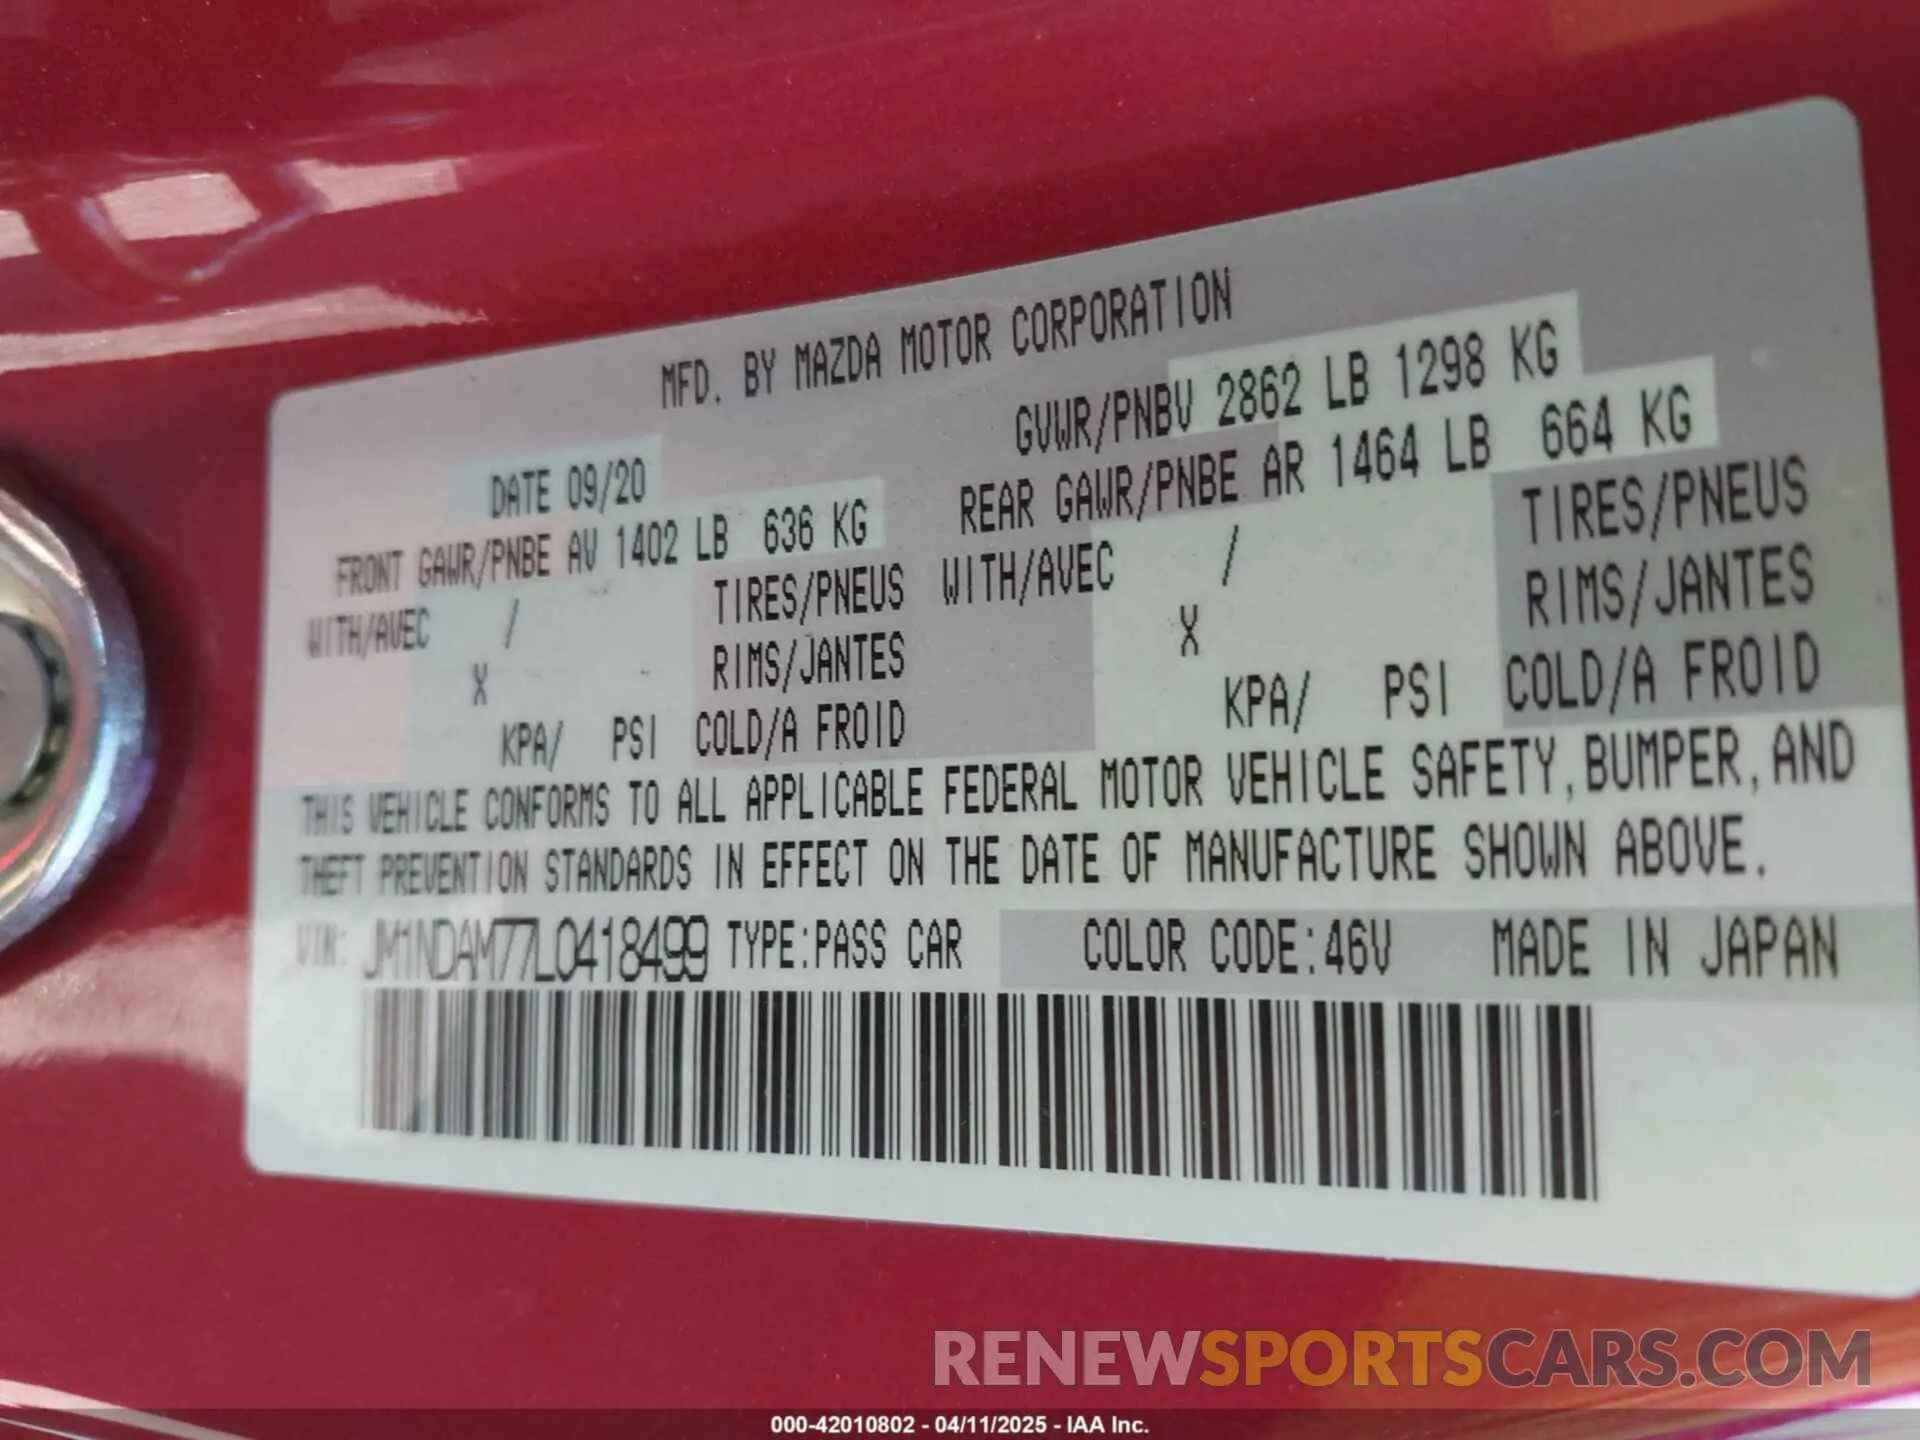 MFD. BY MAZDA MOTOR CORPORATION
DATE 09/20 GVWR/PNBV 2862 LB 1298 KG
FRONT GAWR/PNBE AV 1402 LB 636 KG REAR GAWR/PNBE AR 1464 LB 664 KG
WITH/AVEC / TIRES/PNEUS WITH/AVEC / TIRES/PNEUS
X RIMS/JANTES X RIMS/JANTES
KPA/ PSI COLD/A FROID KPA/ PSI COLD/A FROID
THIS VEHICLE CONFORMS TO ALL APPLICABLE FEDERAL MOTOR VEHICLE SAFETY, BUMPER, AND
THEFT PREVENTION STANDARDS IN EFFECT ON THE DATE OF MANUFACTURE SHOWN ABOVE.
VIN: JM1NDAM77L0418499 TYPE:PASS CAR COLOR CODE:46V MADE IN JAPAN
RENEWSPORTSCARS.COM
000-42010802 - 04/11/2025 - IAA Inc.